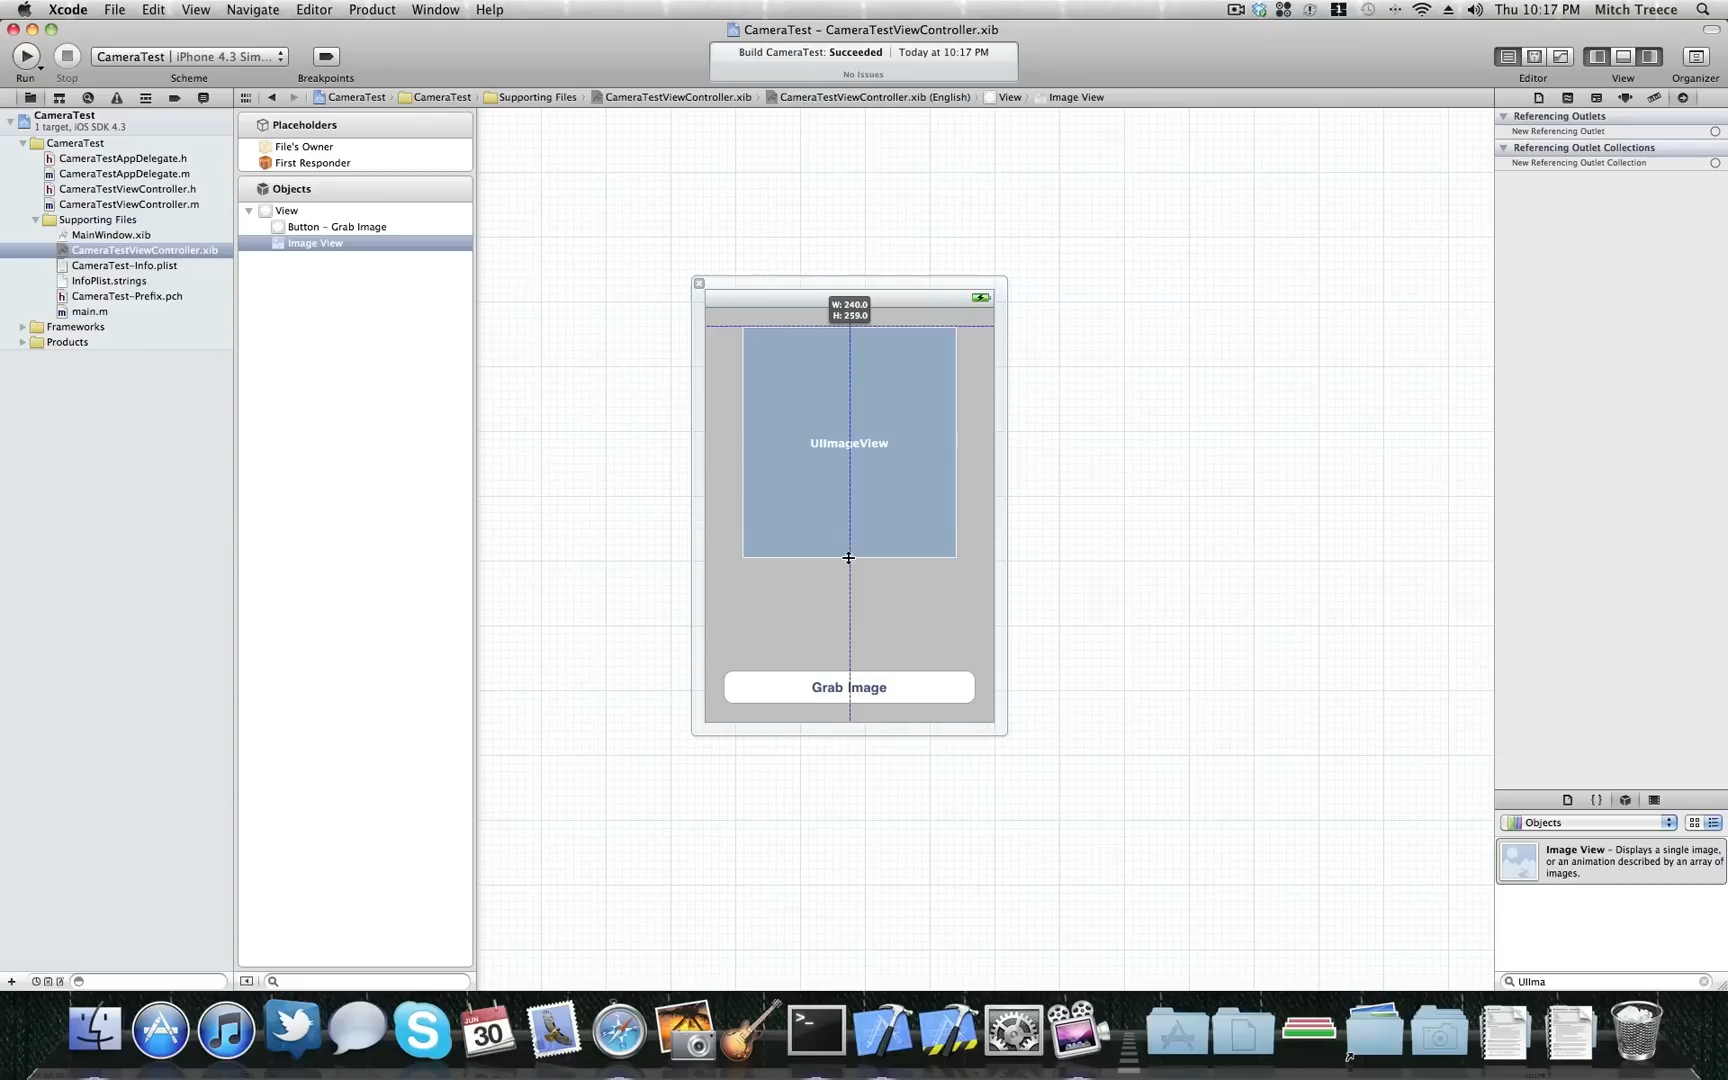 Xcode File Edit View Navigate Editor Product Window Help
Thu 10:17 PM Mitch Treece
CameraTest – CameraTestViewController.xib
CameraTest | iPhone 4.3 Sim...
Build CameraTest: Succeeded | Today at 10:17 PM
No Issues
Run Stop Scheme Breakpoints
Editor View Organizer
CameraTest CameraTest Supporting Files CameraTestViewController.xib CameraTestViewController.xib (English) View Image View
CameraTest
1 target, iOS SDK 4.3
CameraTest
CameraTestAppDelegate.h
CameraTestAppDelegate.m
CameraTestViewController.h
CameraTestViewController.m
Supporting Files
MainWindow.xib
CameraTestViewController.xib
CameraTest-Info.plist
InfoPlist.strings
CameraTest-Prefix.pch
main.m
Frameworks
Products
Placeholders
File's Owner
First Responder
Objects
View
Button – Grab Image
Image View
W: 240.0
H: 259.0
UIImageView
Grab Image
Referencing Outlets
New Referencing Outlet
Referencing Outlet Collections
New Referencing Outlet Collection
Objects
Image View – Displays a single image,
or an animation described by an array of
images.
UIIma
JUN
30